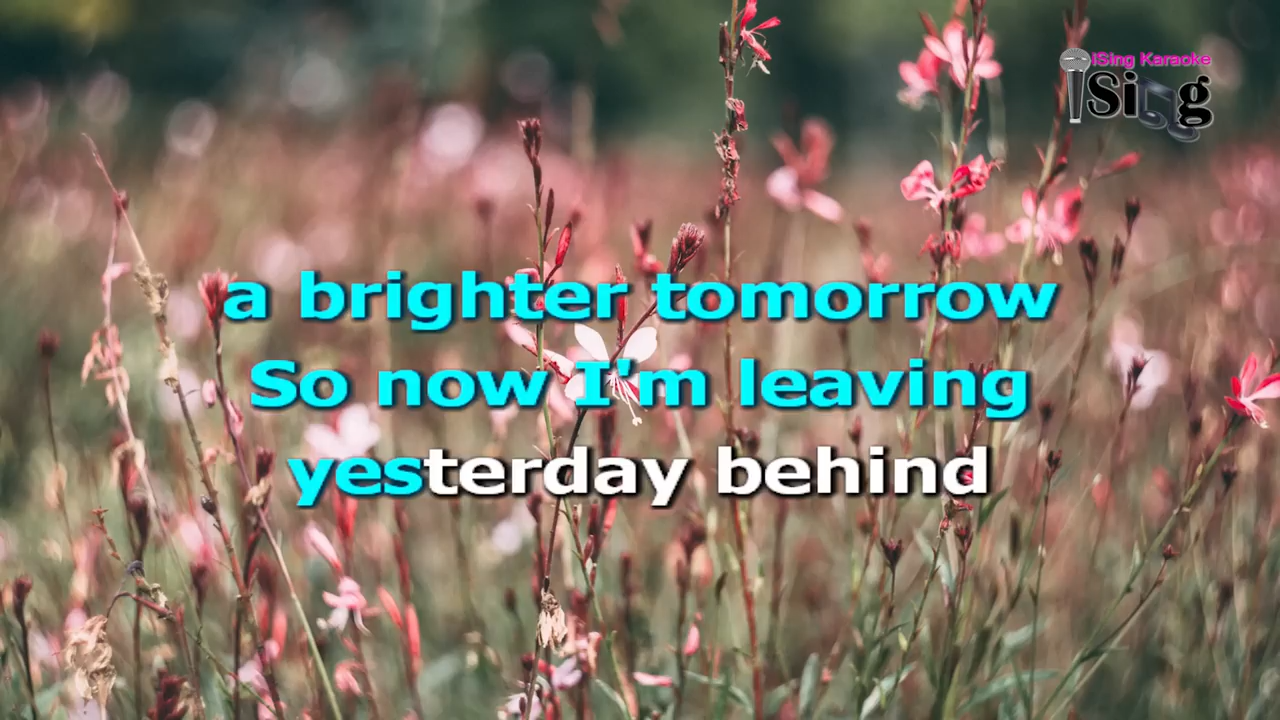 iSing Karaoke
iSing
a brighter tomorrow
So now I'm leaving
yesterday behind